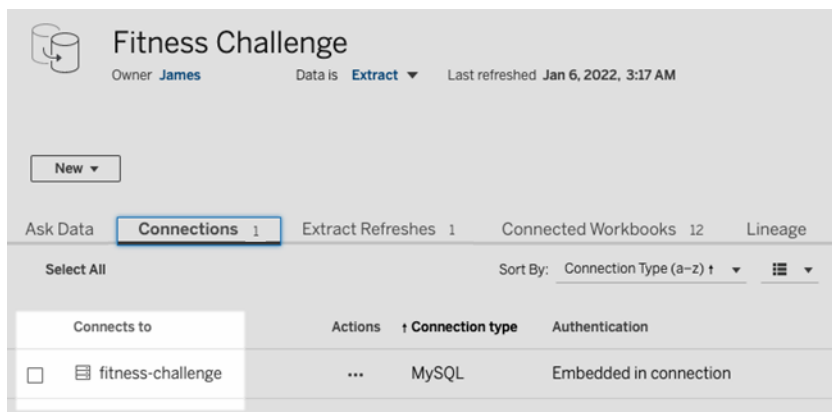 Fitness Challenge
Owner James Data is Extract Last refreshed Jan 6, 2022, 3:17 AM
New
Ask Data Connections 1 Extract Refreshes 1 Connected Workbooks 12 Lineage
Select All Sort By: Connection Type (a–z) ↑
Connects to Actions ↑ Connection type Authentication
fitness-challenge ••• MySQL Embedded in connection